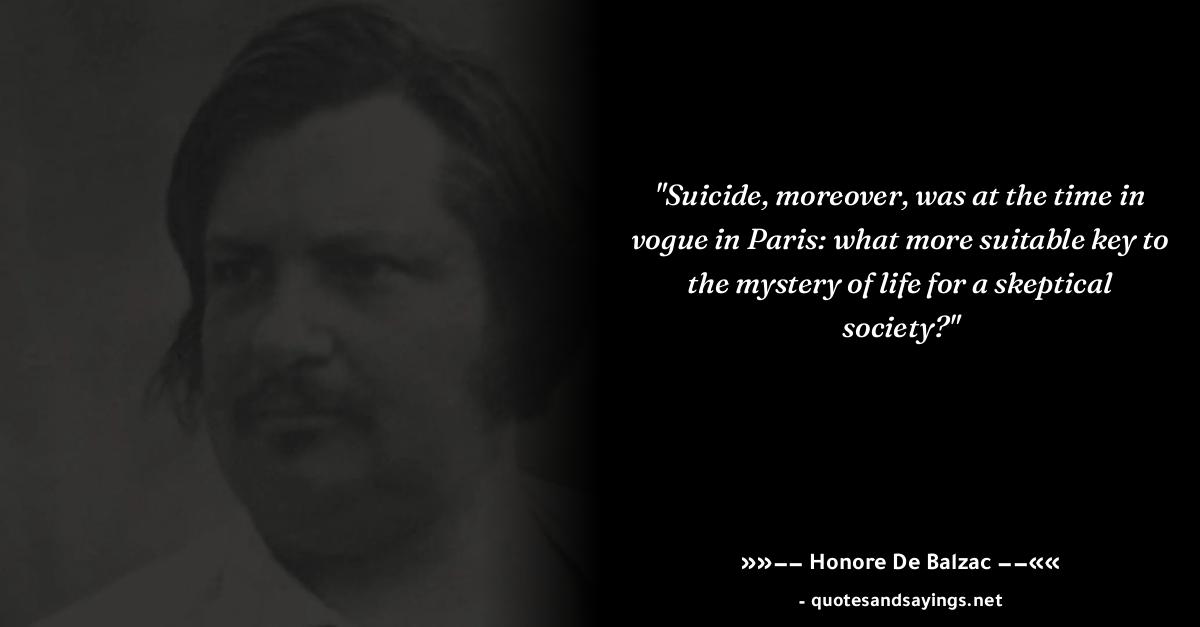 "Suicide, moreover, was at the time in
vogue in Paris: what more suitable key to
the mystery of life for a skeptical
society?"
»»–– Honore De Balzac ––««
- quotesandsayings.net